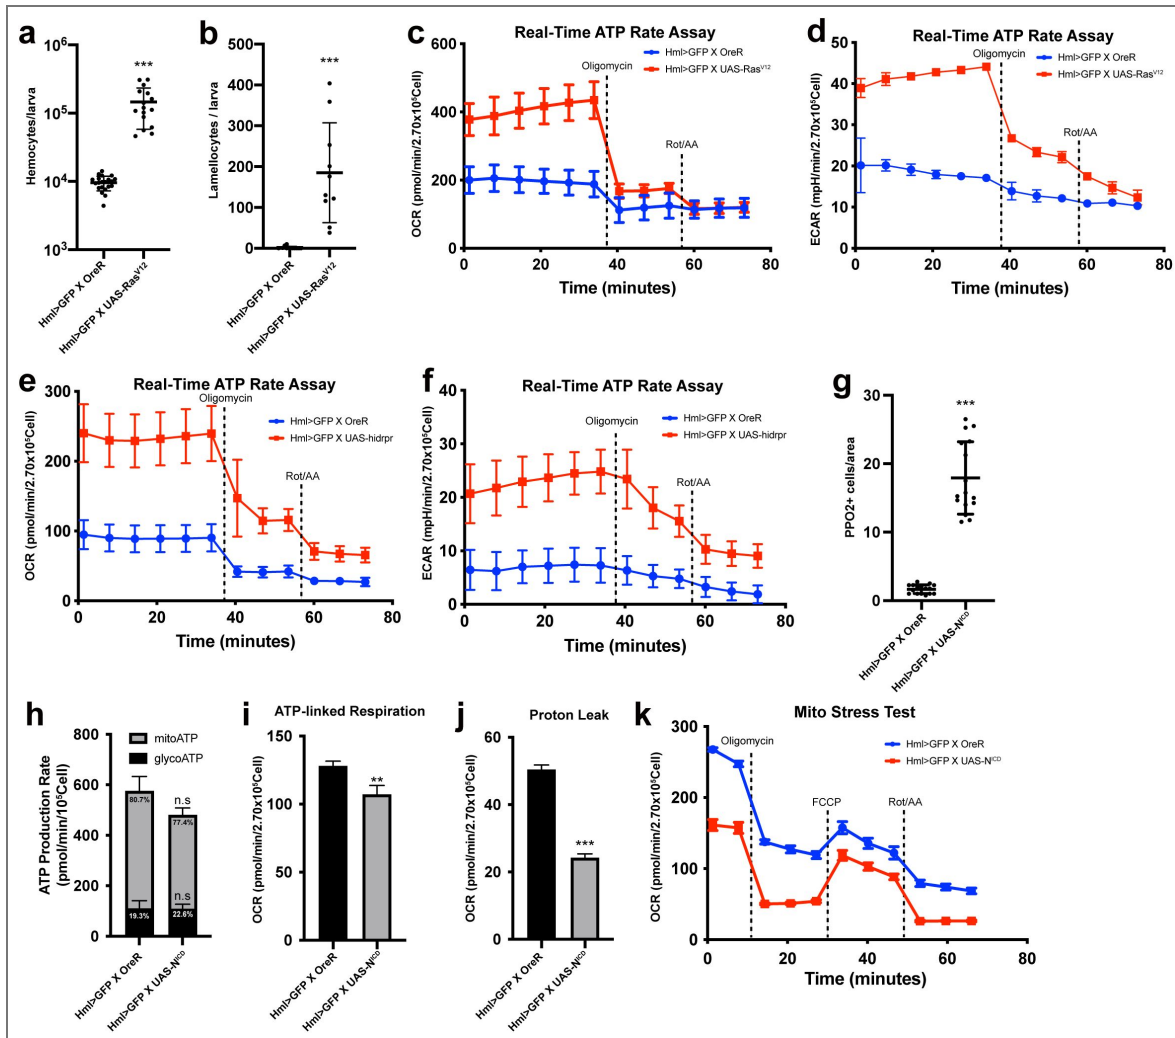 a
Hemocytes/larva
10⁶
10⁵
10⁴
10³
***
Hml>GFP X OreR
Hml>GFP X UAS-Rasⱽ¹²
b
Lamellocytes / larva
500
400
300
200
100
0
***
Hml>GFP X OreR
Hml>GFP X UAS-Rasⱽ¹²
c
Real-Time ATP Rate Assay
OCR (pmol/min/2.70x10⁵Cell)
600
400
200
0
Oligomycin
Rot/AA
Hml>GFP X OreR
Hml>GFP X UAS-Rasⱽ¹²
0 20 40 60 80
Time (minutes)
d
Real-Time ATP Rate Assay
ECAR (mpH/min/2.70x10⁵Cell)
50
40
30
20
10
0
Oligomycin
Rot/AA
Hml>GFP X OreR
Hml>GFP X UAS-Rasⱽ¹²
0 20 40 60 80
Time (minutes)
e
Real-Time ATP Rate Assay
OCR (pmol/min/2.70x10⁵Cell)
300
200
100
0
Oligomycin
Rot/AA
Hml>GFP X OreR
Hml>GFP X UAS-hidrpr
0 20 40 60 80
Time (minutes)
f
Real-Time ATP Rate Assay
ECAR (mpH/min/2.70x10⁵Cell)
40
30
20
10
0
Oligomycin
Rot/AA
Hml>GFP X OreR
Hml>GFP X UAS-hidrpr
0 20 40 60 80
Time (minutes)
g
PPO2+ cells/area
30
20
10
0
***
Hml>GFP X OreR
Hml>GFP X UAS-Nᴵᶜᴰ
h
ATP Production Rate
(pmol/min/10⁵Cell)
800
600
400
200
0
mitoATP
glycoATP
80.7%
19.3%
n.s
77.4%
n.s
22.6%
Hml>GFP X OreR
Hml>GFP X UAS-Nᴵᶜᴰ
i
ATP-linked Respiration
OCR (pmol/min/2.70x10⁵Cell)
150
100
50
0
**
Hml>GFP X OreR
Hml>GFP X UAS-Nᴵᶜᴰ
j
Proton Leak
OCR (pmol/min/2.70x10⁵Cell)
60
40
20
0
***
Hml>GFP X OreR
Hml>GFP X UAS-Nᴵᶜᴰ
k
Mito Stress Test
OCR (pmol/min/2.70x10⁵Cell)
300
200
100
0
Oligomycin
FCCP
Rot/AA
Hml>GFP X OreR
Hml>GFP X UAS-Nᴵᶜᴰ
0 20 40 60 80
Time (minutes)